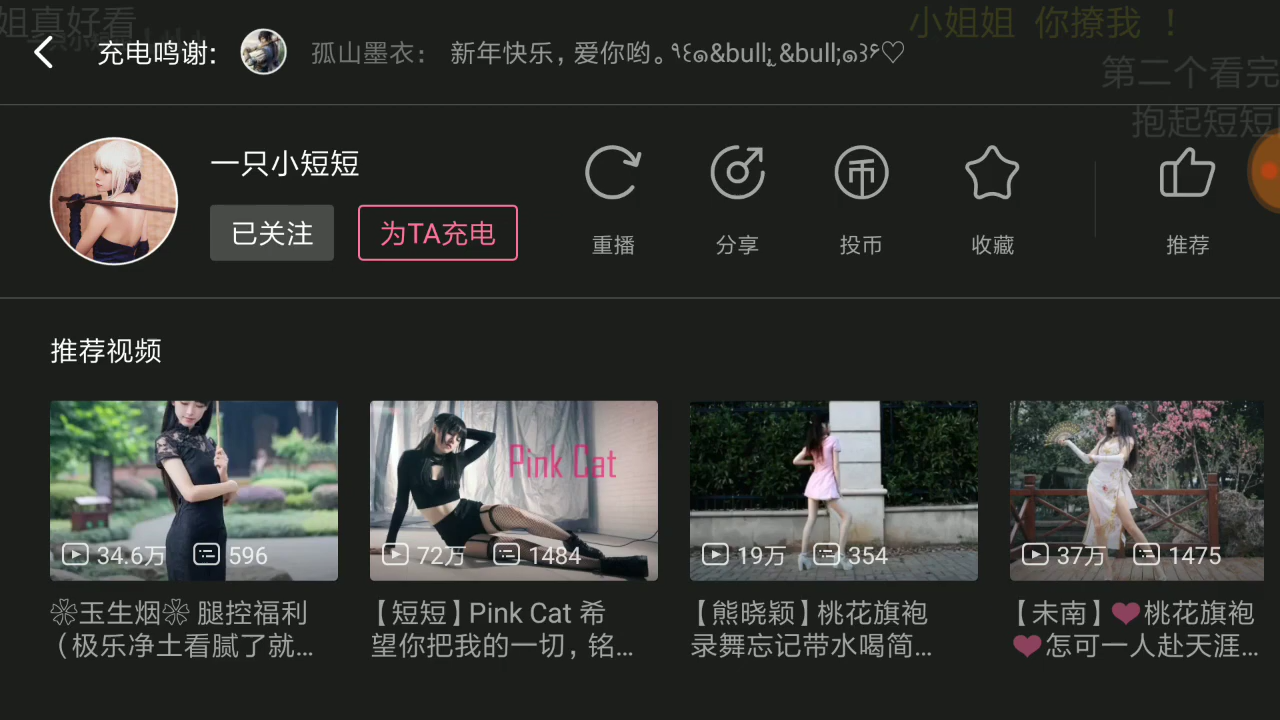 姐真好看
小姐姐 你撩我 !
充电鸣谢:
孤山墨衣: 新年快乐,爱你哟。٩꒰๑&bull;̫ &bull;๑꒱۶♡
第二个看完
抱起短短
一只小短短
已关注
为TA充电
重播
分享
投币
收藏
推荐
推荐视频
Pink Cat
34.6万 596
72万 1484
19万 354
37万 1475
❀玉生烟❀ 腿控福利
(极乐净土看腻了就...
【短短】Pink Cat 希
望你把我的一切,铭...
【熊晓颖】桃花旗袍
录舞忘记带水喝简...
【未南】❤桃花旗袍
❤怎可一人赴天涯...